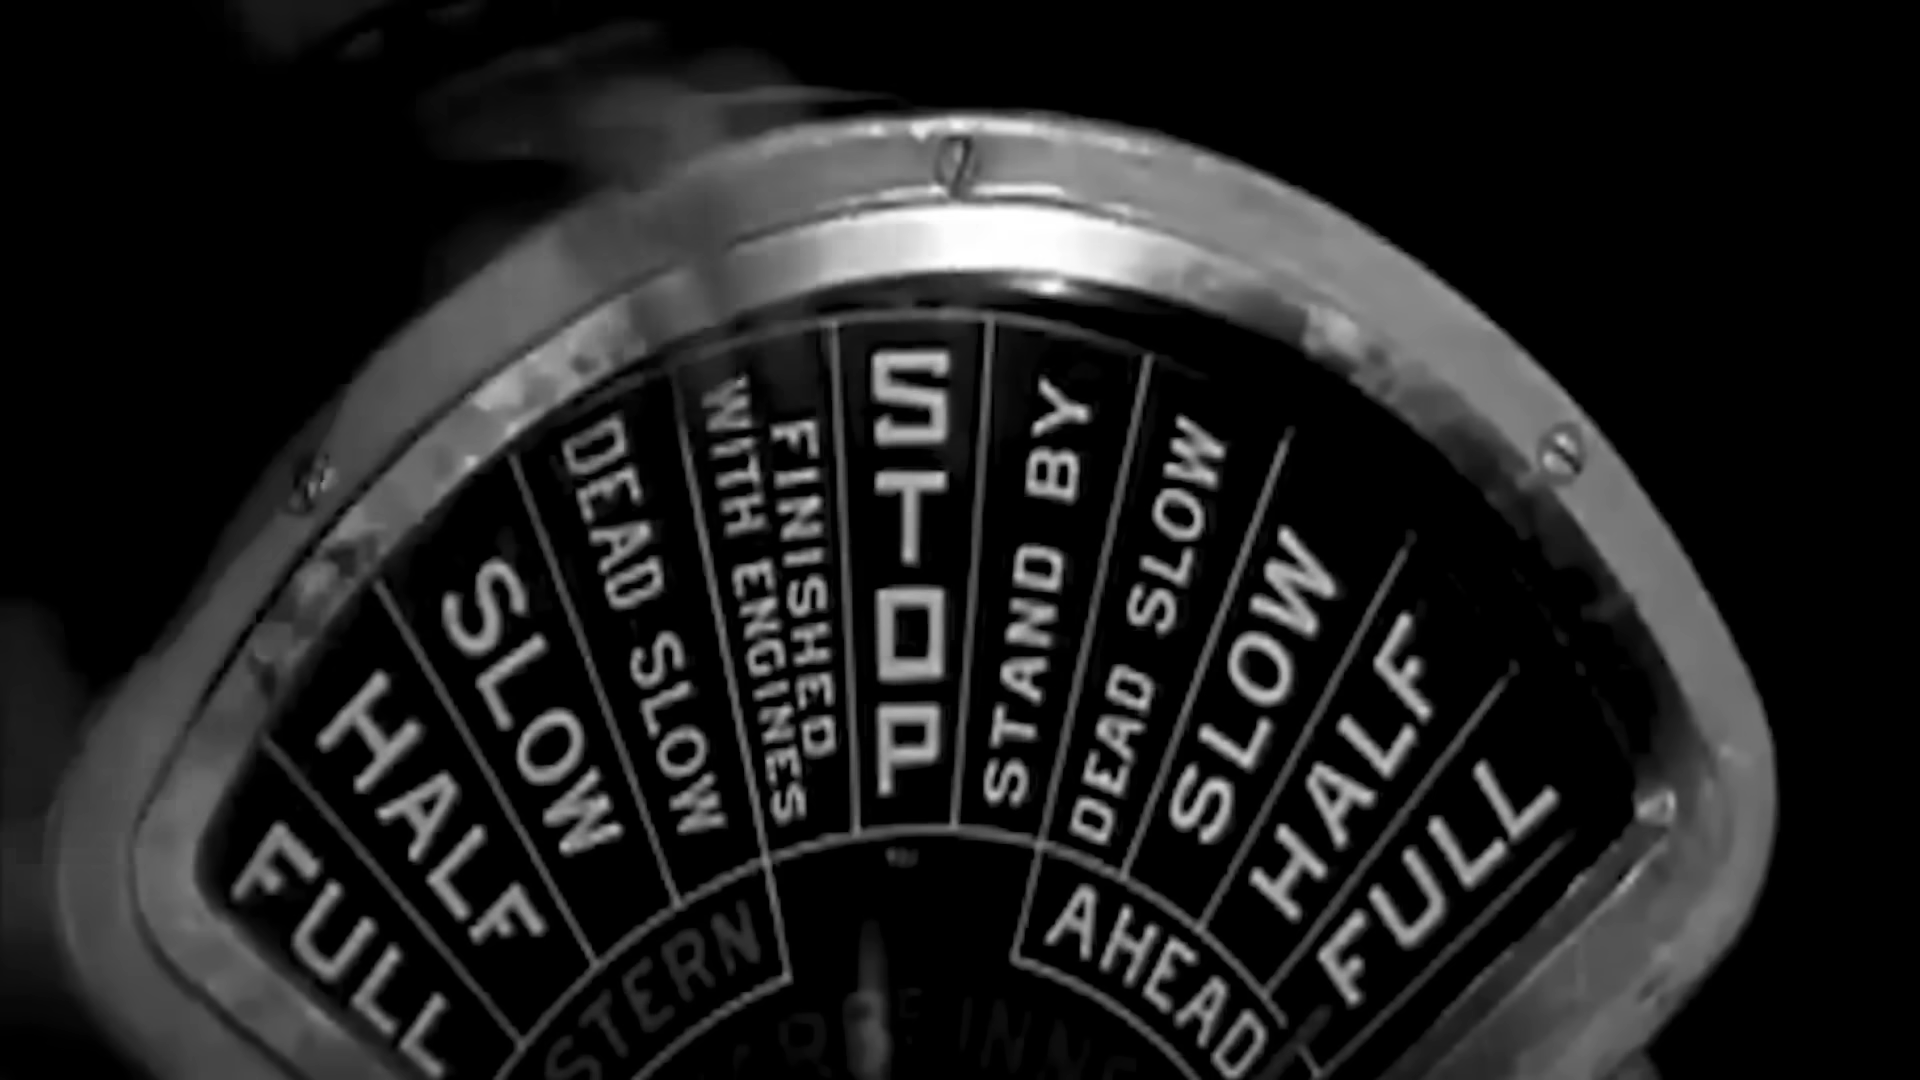 FULL
HALF
SLOW
DEAD SLOW
FINISHED
WITH ENGINES
STOP
STAND BY
DEAD SLOW
SLOW
HALF
FULL
STERN
AHEAD